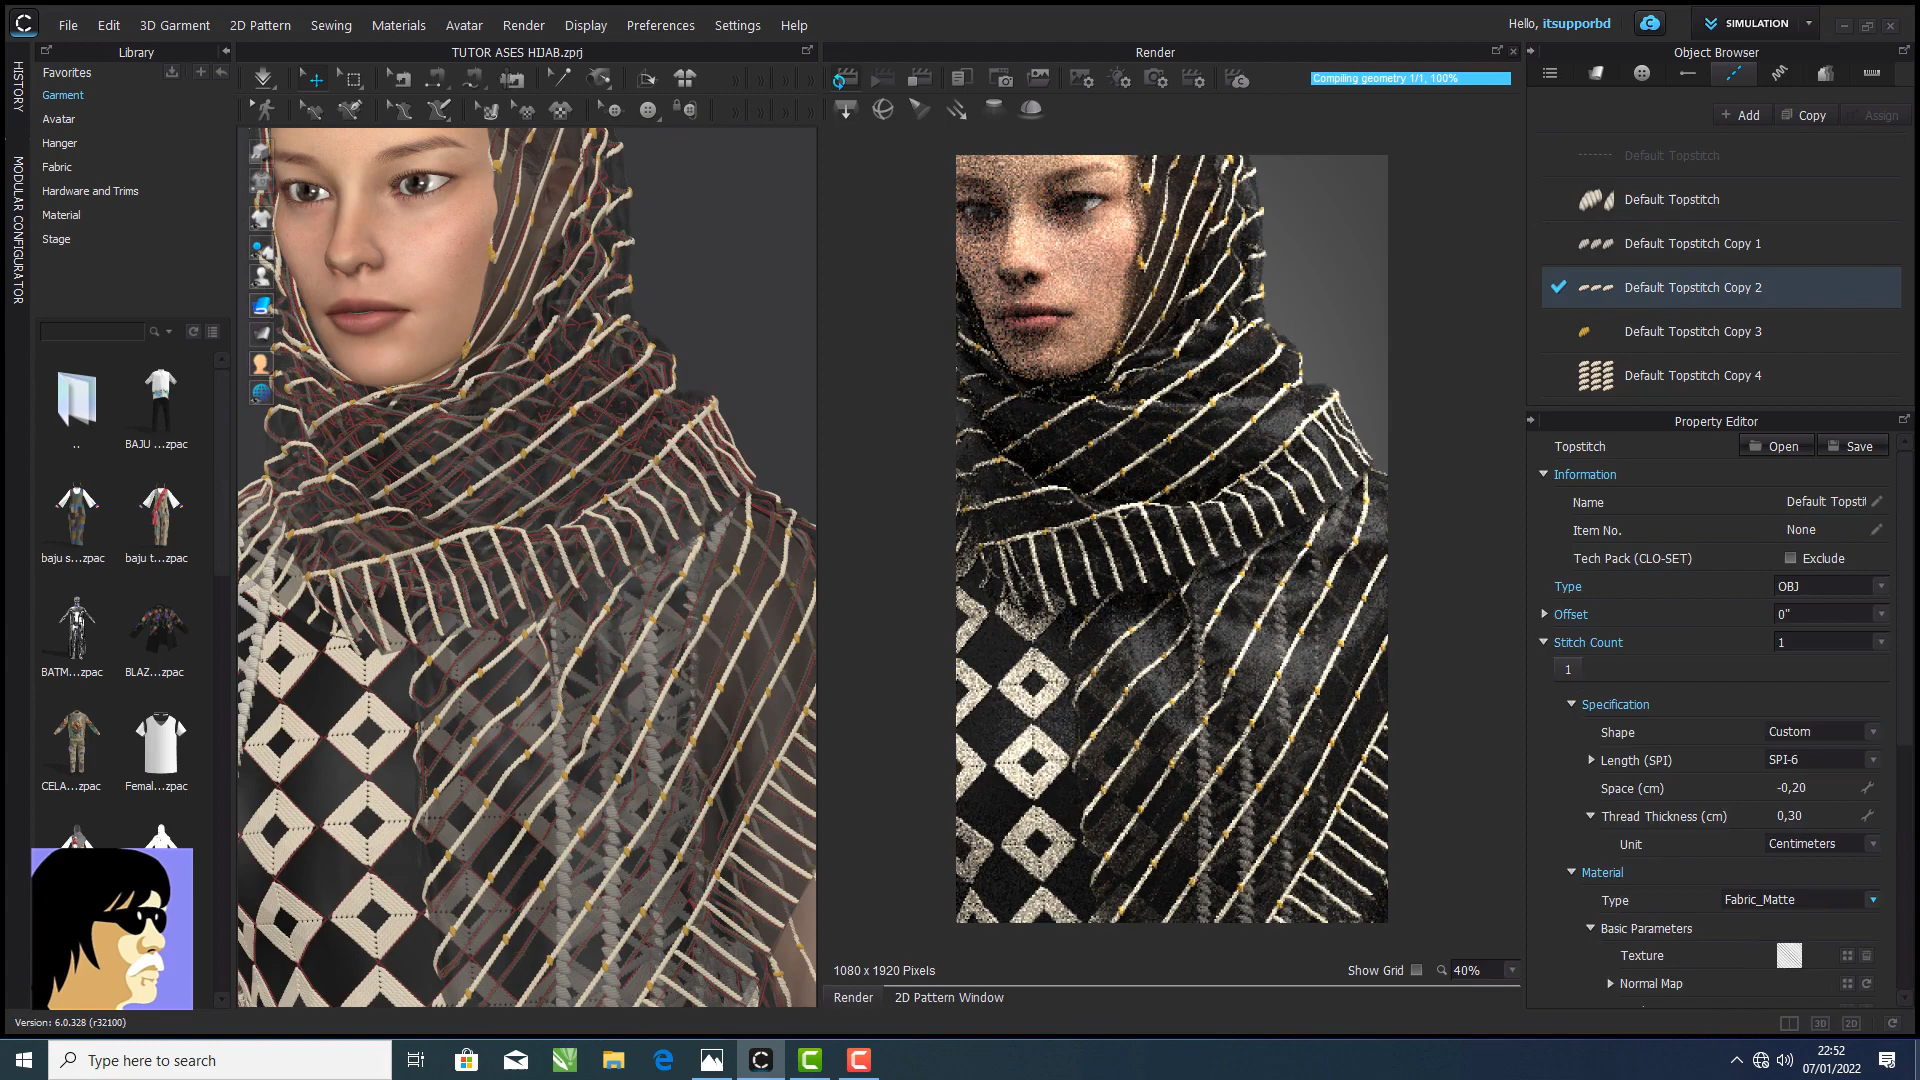 File Edit 3D Garment 2D Pattern Sewing Materials Avatar Render Display Preferences Settings Help
Hello, itsupporbd
SIMULATION
Library
TUTOR ASES HIJAB.zprj
Render
Object Browser
HISTORY
MODULAR CONFIGURATOR
Favorites
Garment
Avatar
Hanger
Fabric
Hardware and Trims
Material
Stage
..
BAJU ...zpac
baju s...zpac
baju t...zpac
BATM...zpac
BLAZ...zpac
CELA...zpac
Femal...zpac
Version: 6.0.328 (r32100)
Compiling geometry 1/1, 100%
1080 x 1920 Pixels
Show Grid
40%
Render
2D Pattern Window
+ Add
Copy
Assign
Default Topstitch
Default Topstitch
Default Topstitch Copy 1
Default Topstitch Copy 2
Default Topstitch Copy 3
Default Topstitch Copy 4
Property Editor
Topstitch
Open
Save
Information
Name Default Topstit
Item No. None
Tech Pack (CLO-SET) Exclude
Type OBJ
Offset 0"
Stitch Count 1
1
Specification
Shape Custom
Length (SPI) SPI-6
Space (cm) -0,20
Thread Thickness (cm) 0,30
Unit Centimeters
Material
Type Fabric_Matte
Basic Parameters
Texture
Normal Map
3D 2D
Type here to search
22:52
07/01/2022